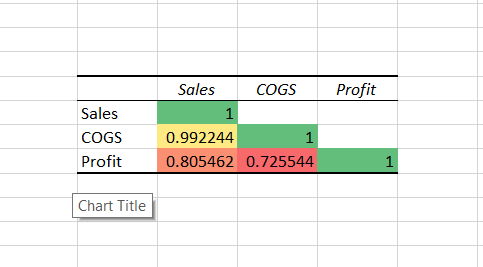 Sales COGS Profit
Sales 1
COGS 0.992244 1
Profit 0.805462 0.725544 1
Chart Title